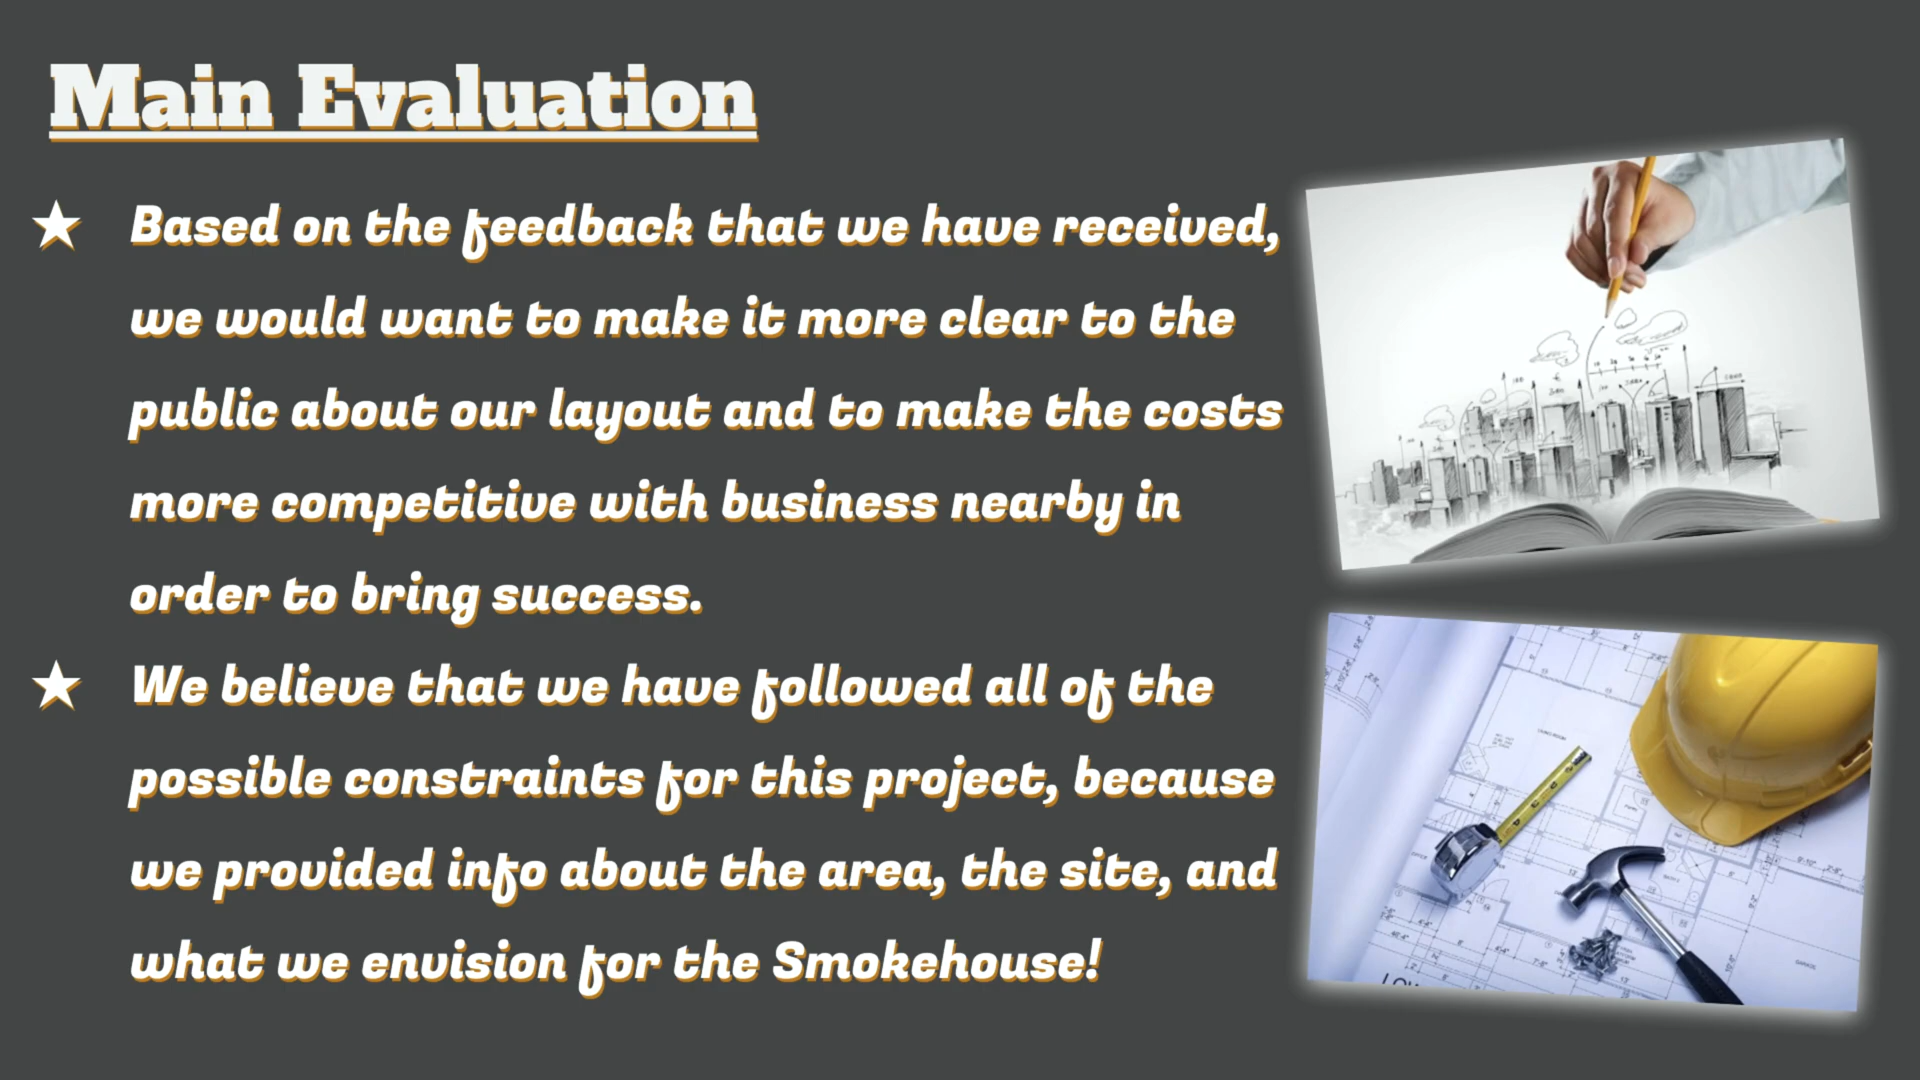 Main Evaluation
★ Based on the feedback that we have received,
we would want to make it more clear to the
public about our layout and to make the costs
more competitive with business nearby in
order to bring success.
★ We believe that we have followed all of the
possible constraints for this project, because
we provided info about the area, the site, and
what we envision for the Smokehouse!